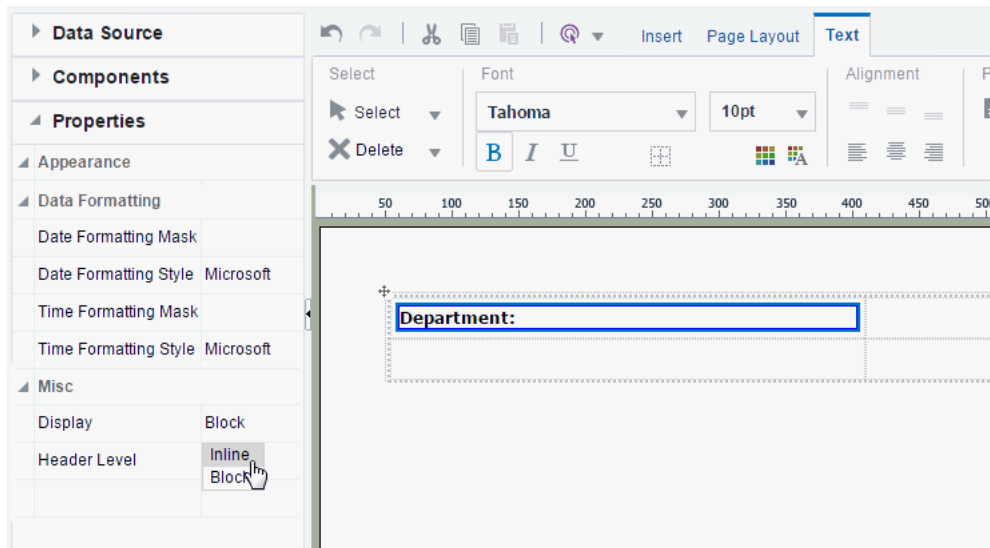 Data Source
Components
Properties
Appearance
Data Formatting
Date Formatting Mask
Date Formatting Style Microsoft
Time Formatting Mask
Time Formatting Style Microsoft
Misc
Display Block
Header Level
Inline
Block
Insert Page Layout Text
Select Font Alignment P
Select Tahoma 10pt
Delete B I U A
50 100 150 200 250 300 350 400 450 50
Department: